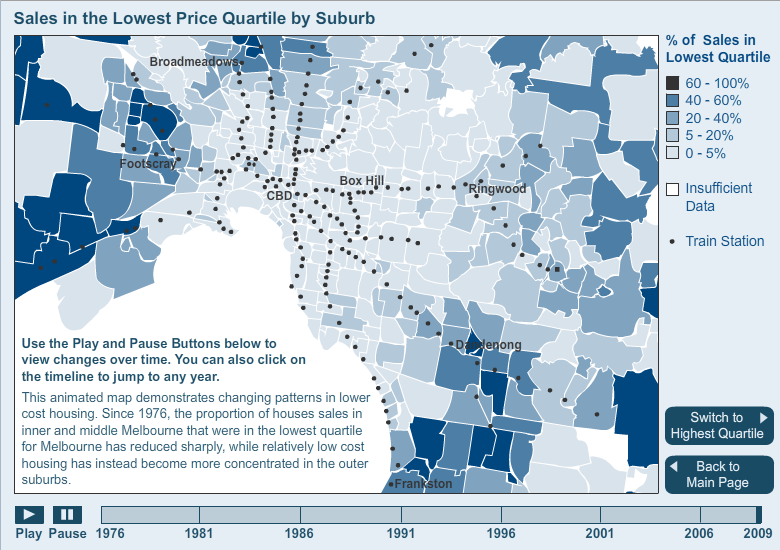 Sales in the Lowest Price Quartile by Suburb
% of Sales in
Lowest Quartile
60 - 100%
40 - 60%
20 - 40%
5 - 20%
0 - 5%
Insufficient
Data
Train Station
Broadmeadows
Footscray
CBD
Box Hill
Ringwood
Dandenong
Frankston
Use the Play and Pause Buttons below to
view changes over time. You can also click on
the timeline to jump to any year.
This animated map demonstrates changing patterns in lower
cost housing. Since 1976, the proportion of houses sales in
inner and middle Melbourne that were in the lowest quartile
for Melbourne has reduced sharply, while relatively low cost
housing has instead become more concentrated in the outer
suburbs.
Switch to
Highest Quartile
Back to
Main Page
Play Pause 1976 1981 1986 1991 1996 2001 2006 2009